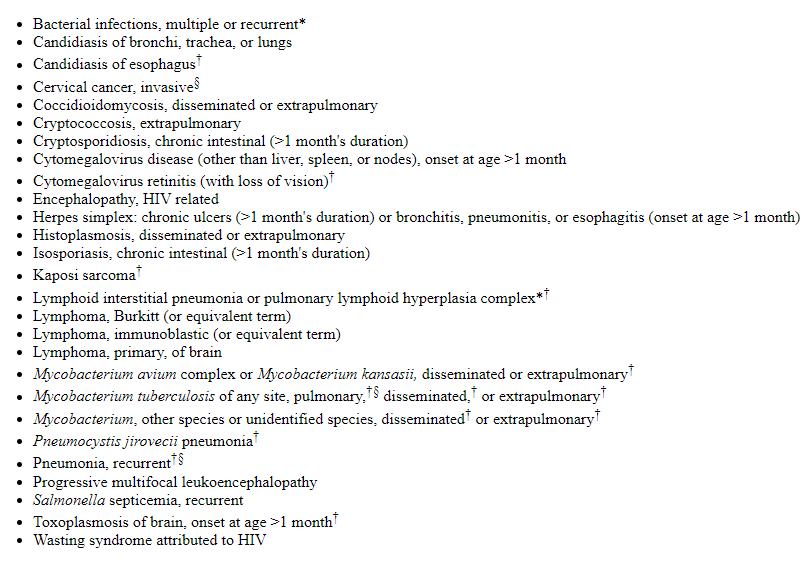 • Bacterial infections, multiple or recurrent*
• Candidiasis of bronchi, trachea, or lungs
• Candidiasis of esophagus†
• Cervical cancer, invasive§
• Coccidioidomycosis, disseminated or extrapulmonary
• Cryptococcosis, extrapulmonary
• Cryptosporidiosis, chronic intestinal (>1 month's duration)
• Cytomegalovirus disease (other than liver, spleen, or nodes), onset at age >1 month
• Cytomegalovirus retinitis (with loss of vision)†
• Encephalopathy, HIV related
• Herpes simplex: chronic ulcers (>1 month's duration) or bronchitis, pneumonitis, or esophagitis (onset at age >1 month)
• Histoplasmosis, disseminated or extrapulmonary
• Isosporiasis, chronic intestinal (>1 month's duration)
• Kaposi sarcoma†
• Lymphoid interstitial pneumonia or pulmonary lymphoid hyperplasia complex*†
• Lymphoma, Burkitt (or equivalent term)
• Lymphoma, immunoblastic (or equivalent term)
• Lymphoma, primary, of brain
• Mycobacterium avium complex or Mycobacterium kansasii, disseminated or extrapulmonary†
• Mycobacterium tuberculosis of any site, pulmonary,†§ disseminated,† or extrapulmonary†
• Mycobacterium, other species or unidentified species, disseminated† or extrapulmonary†
• Pneumocystis jirovecii pneumonia†
• Pneumonia, recurrent†§
• Progressive multifocal leukoencephalopathy
• Salmonella septicemia, recurrent
• Toxoplasmosis of brain, onset at age >1 month†
• Wasting syndrome attributed to HIV